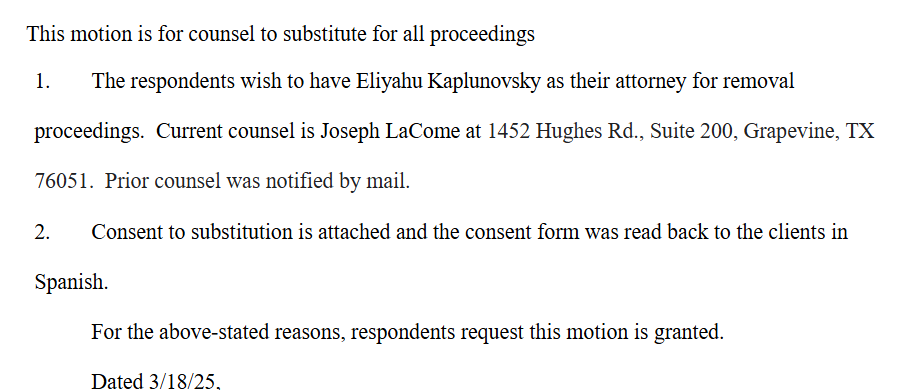 This motion is for counsel to substitute for all proceedings
1. The respondents wish to have Eliyahu Kaplunovsky as their attorney for removal
proceedings. Current counsel is Joseph LaCome at 1452 Hughes Rd., Suite 200, Grapevine, TX
76051. Prior counsel was notified by mail.
2. Consent to substitution is attached and the consent form was read back to the clients in
Spanish.
For the above-stated reasons, respondents request this motion is granted.
Dated 3/18/25,